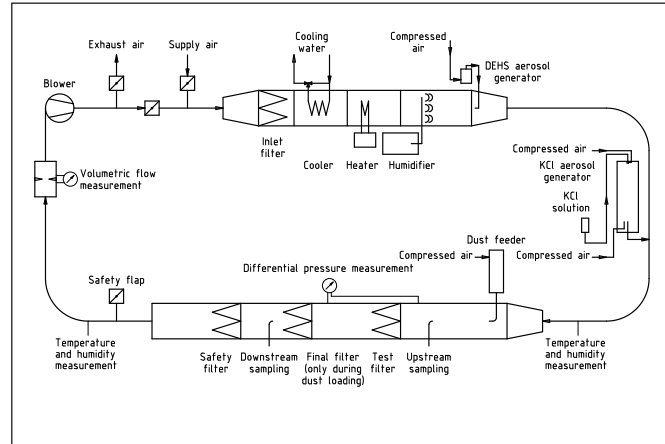 Exhaust air
Supply air
Cooling
water
Compressed
air
DEHS aerosol
generator
Blower
Inlet
filter
Cooler
Heater
Humidifier
Compressed air
KCl aerosol
generator
KCl
solution
Compressed air
Volumetric flow
measurement
Dust feeder
Compressed air
Differential pressure measurement
Safety flap
Temperature
and humidity
measurement
Safety
filter
Downstream
sampling
Final filter
(only during
dust loading)
Test
filter
Upstream
sampling
Temperature
and humidity
measurement